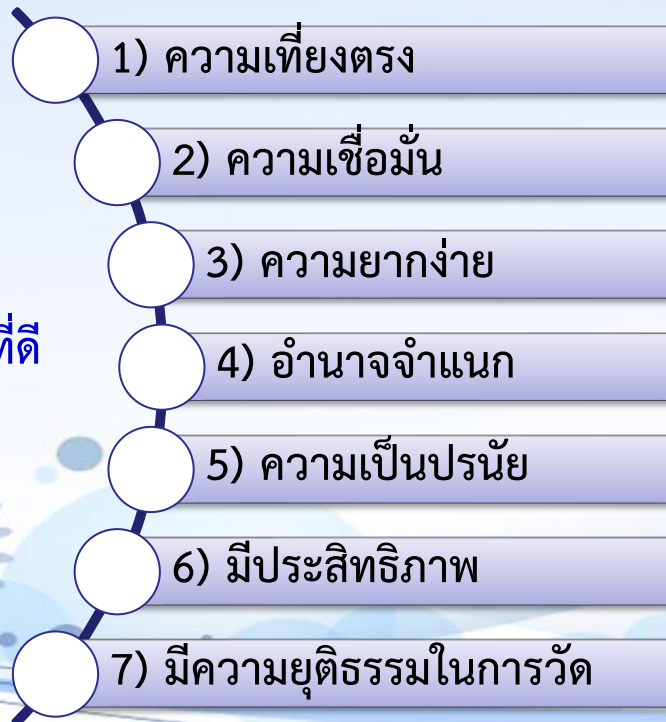 1) ความเที่ยงตรง
2) ความเชื่อมั่น
3) ความยากง่าย
ที่ดี
4) อำนาจจำแนก
5) ความเป็นปรนัย
6) มีประสิทธิภาพ
7) มีความยุติธรรมในการวัด